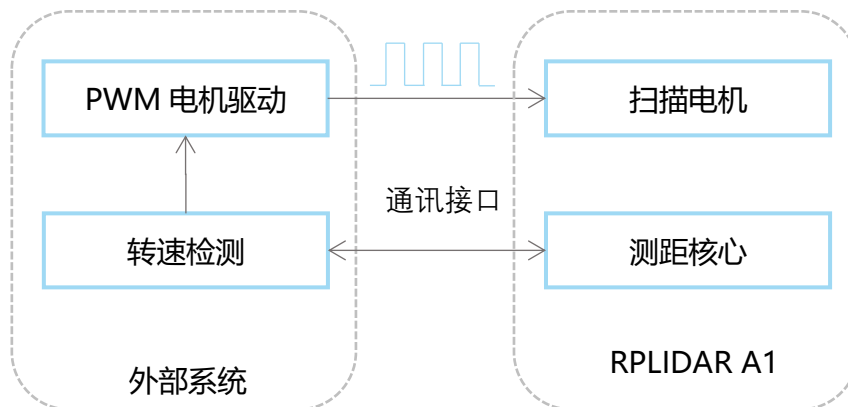 PWM 电机驱动
扫描电机
通讯接口
转速检测
测距核心
外部系统
RPLIDAR A1